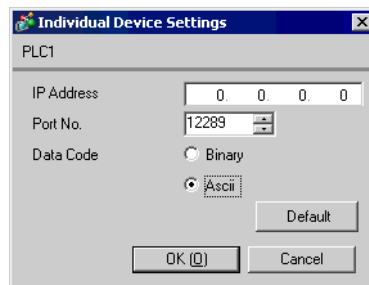 Individual Device Settings
PLC1
IP Address 0. 0. 0. 0
Port No. 12289
Data Code Binary
Ascii
Default
OK (O) Cancel